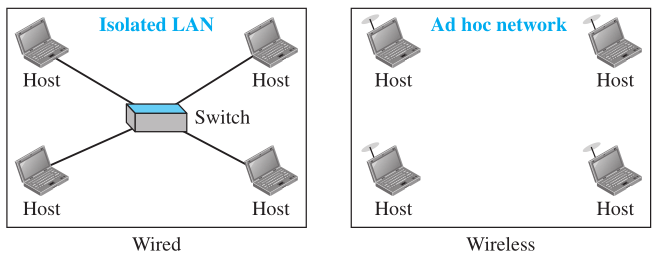 Isolated LAN
Host
Host
Switch
Host
Host
Wired
Ad hoc network
Host
Host
Host
Host
Wireless